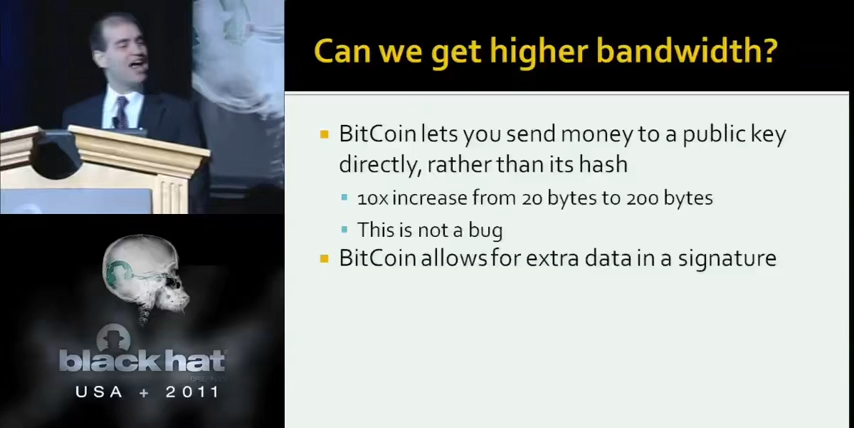 Can we get higher bandwidth?
BitCoin lets you send money to a public key
directly, rather than its hash
10x increase from 20 bytes to 200 bytes
This is not a bug
BitCoin allows for extra data in a signature
black hat
USA + 2011